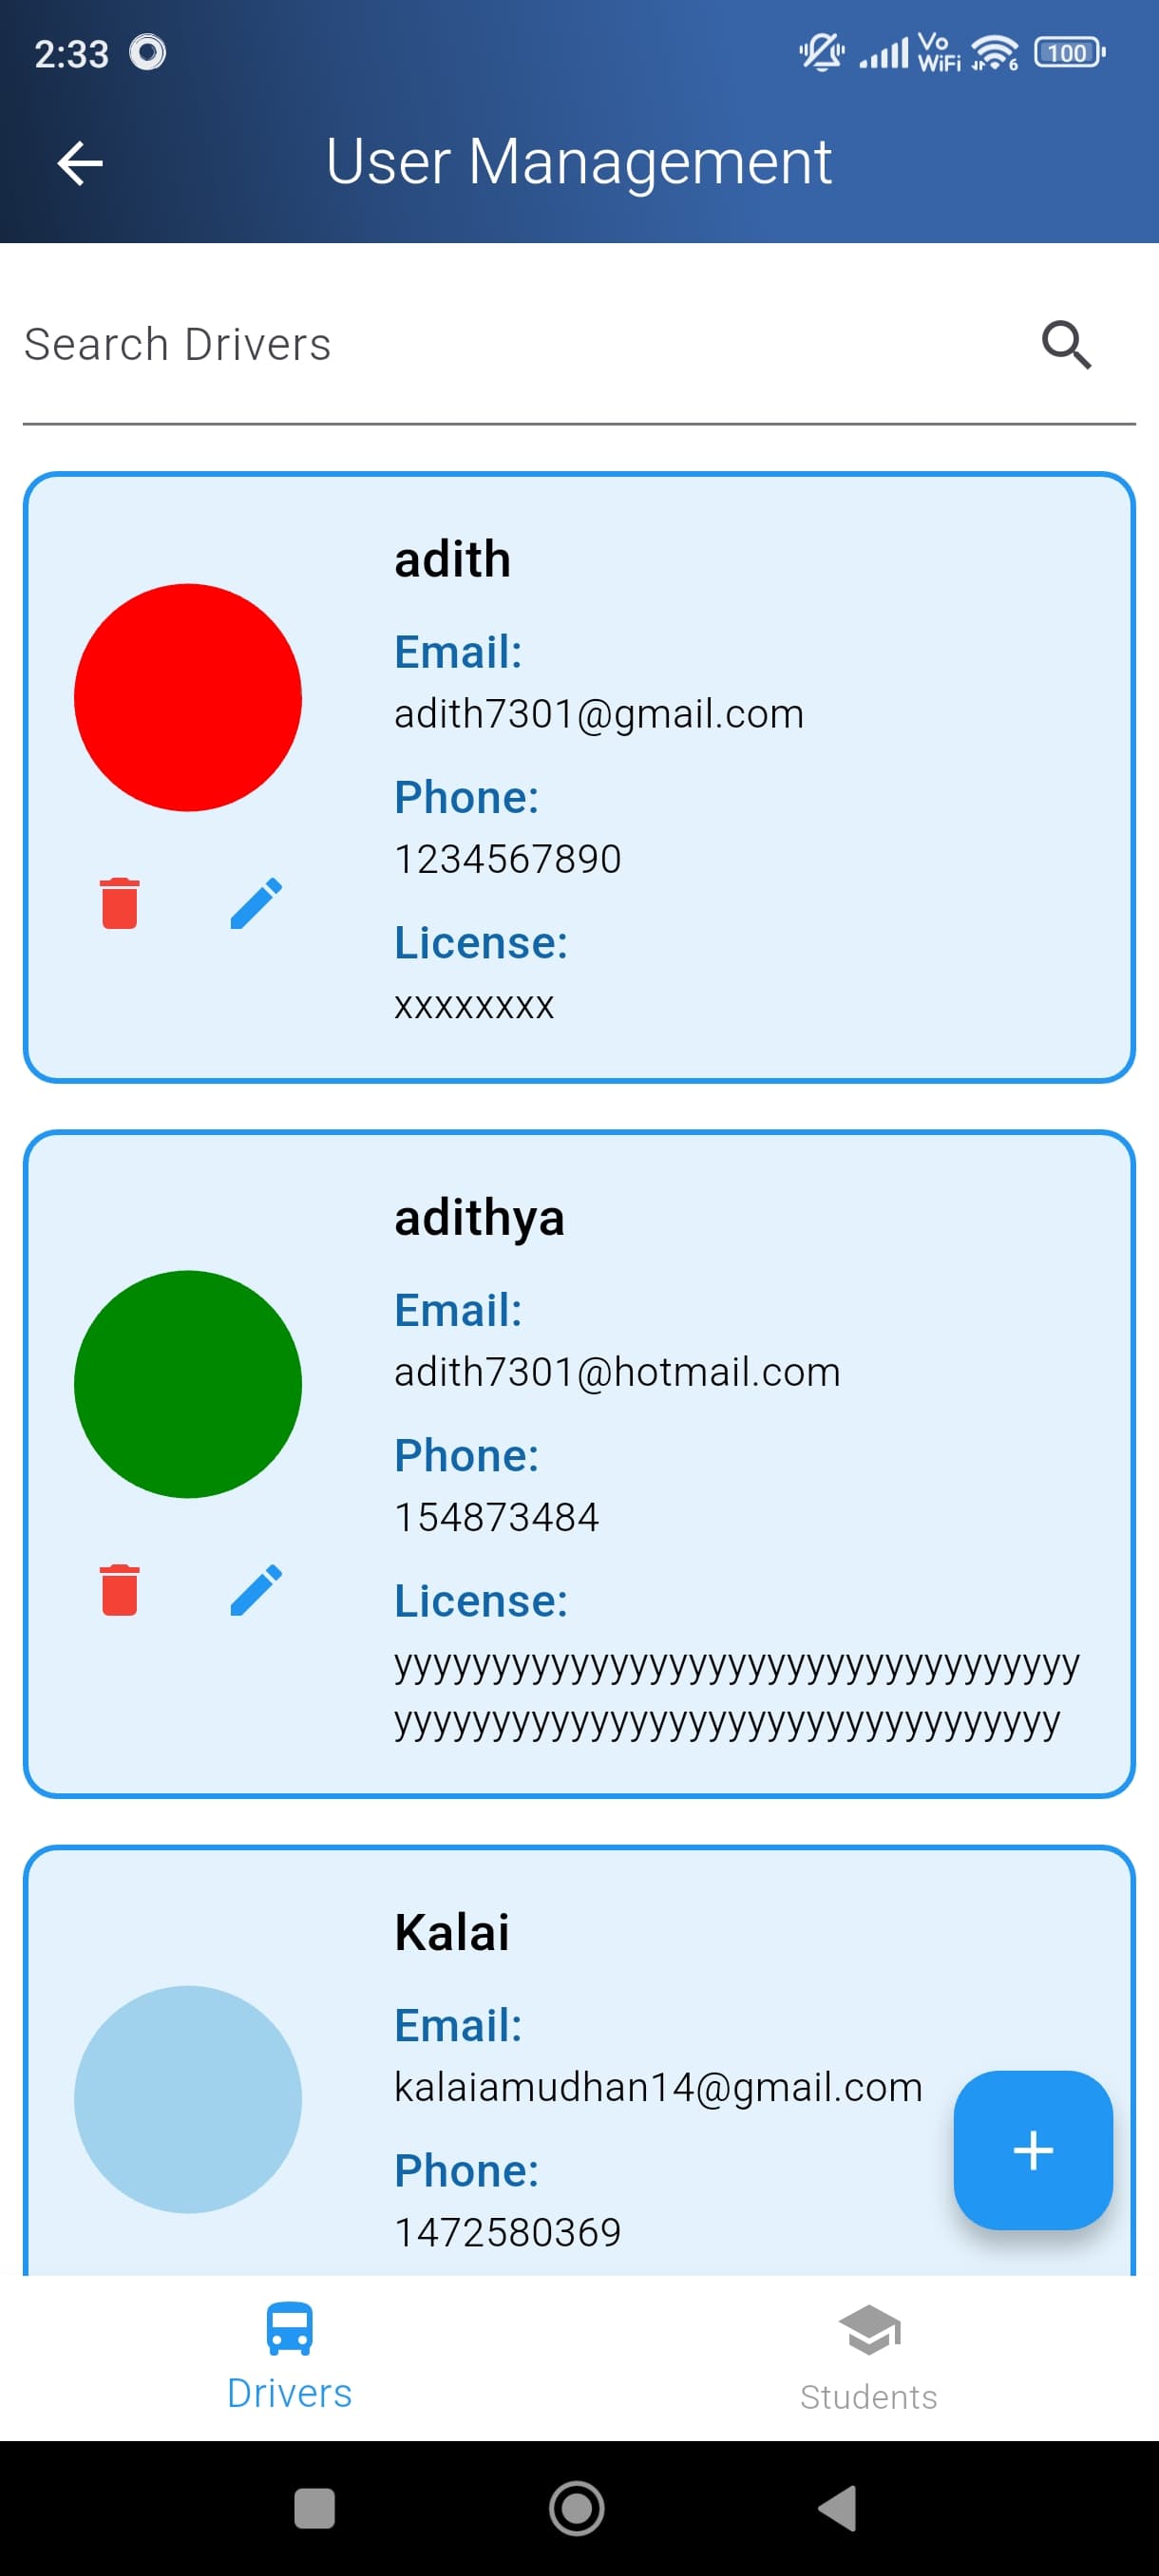 2:33
Vo
WiFi
6
100
User Management
Search Drivers
adith
Email:
adith7301@gmail.com
Phone:
1234567890
License:
xxxxxxxx
adithya
Email:
adith7301@hotmail.com
Phone:
154873484
License:
yyyyyyyyyyyyyyyyyyyyyyyyyyyyyyyyyyy
yyyyyyyyyyyyyyyyyyyyyyyyyyyyyyyyyy
Kalai
Email:
kalaiamudhan14@gmail.com
Phone:
1472580369
Drivers
Students